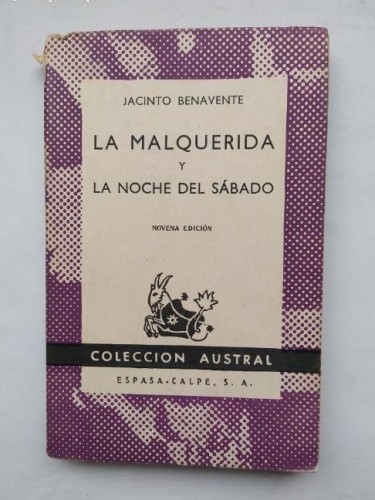 JACINTO BENAVENTE
LA MALQUERIDA
Y
LA NOCHE DEL SÁBADO
NOVENA EDICIÓN
COLECCION AUSTRAL
ESPASA-CALPE, S. A.